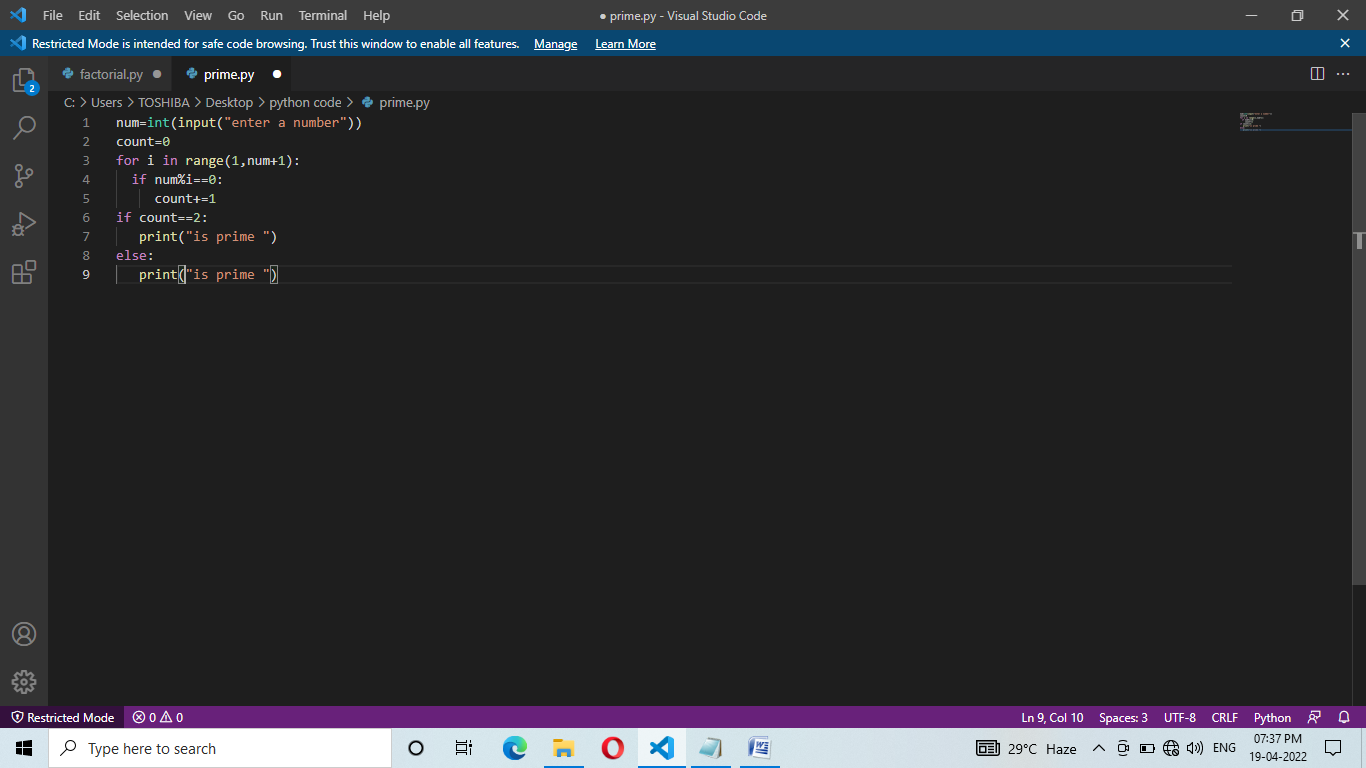 File Edit Selection View Go Run Terminal Help ● prime.py - Visual Studio Code
Restricted Mode is intended for safe code browsing. Trust this window to enable all features. Manage Learn More
factorial.py ● prime.py ●
C: > Users > TOSHIBA > Desktop > python code > prime.py
1 num=int(input("enter a number"))
2 count=0
3 for i in range(1,num+1):
4   if num%i==0:
5      count+=1
6 if count==2:
7    print("is prime ")
8 else:
9    print("is prime ")
2
T
Restricted Mode 0 0 Ln 9, Col 10 Spaces: 3 UTF-8 CRLF Python
Type here to search 29°C Haze ENG 07:37 PM
19-04-2022